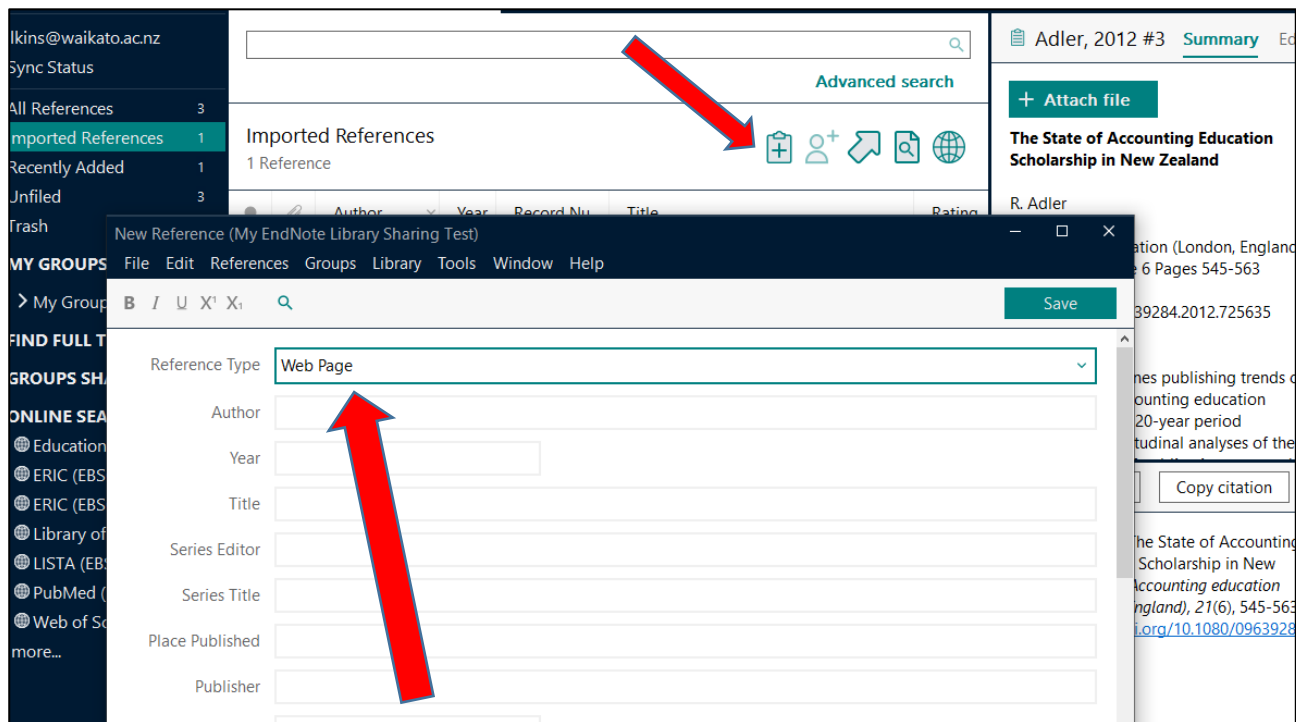 lkins@waikato.ac.nz
Sync Status
All References 3
Imported References 1
Recently Added 1
Unfiled 3
Trash
MY GROUPS
My Group
FIND FULL T
GROUPS SH
ONLINE SEA
Education
ERIC (EBS
ERIC (EBS
Library of
LISTA (EBS
PubMed (
Web of Sc
more...
Advanced search
Imported References
1 Reference
Author Year Record Nu... Title Rating
New Reference (My EndNote Library Sharing Test)
File Edit References Groups Library Tools Window Help
B I U X¹ X₁
Save
Reference Type Web Page
Author
Year
Title
Series Editor
Series Title
Place Published
Publisher
Adler, 2012 #3 Summary Ed
+ Attach file
The State of Accounting Education
Scholarship in New Zealand
R. Adler
ation (London, England
6 Pages 545-563
39284.2012.725635
nes publishing trends
ounting education
20-year period
tudinal analyses of the
Copy citation
he State of Accounting
Scholarship in New
Accounting education
ngland), 21(6), 545-563
i.org/10.1080/0963928